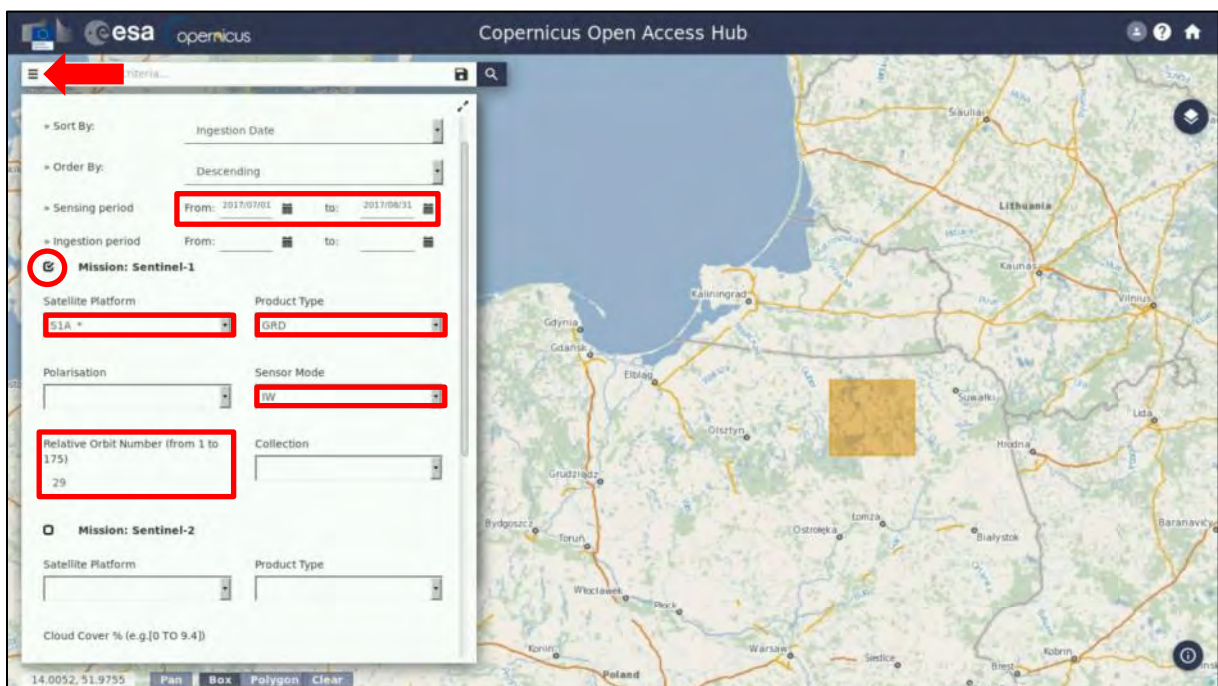 esa opernicus Copernicus Open Access Hub
criteria...
» Sort By: Ingestion Date
» Order By: Descending
» Sensing period From: 2017/07/01 to: 2017/08/31
» Ingestion period From: to:
Mission: Sentinel-1
Satellite Platform Product Type
S1A_* GRD
Polarisation Sensor Mode
IW
Relative Orbit Number (from 1 to Collection
175)
29
Mission: Sentinel-2
Satellite Platform Product Type
Cloud Cover % (e.g.[0 TO 9.4])
14.0052, 51.9755 Pan Box Polygon Clear
Šiauliai
Lithuania
Kaunas
Vilnius
Kaliningrad
Gdynia
Gdańsk
Elbląg
Suwałki
Lida
Olsztyn
Hrodna
Grudziądz
Bydgoszcz
Toruń
Łomża
Ostrołęka
Białystok
Baranavičy
Włocławek
Płock
Konin
Warsaw
Siedlce
Brest
Kobrin
Poland